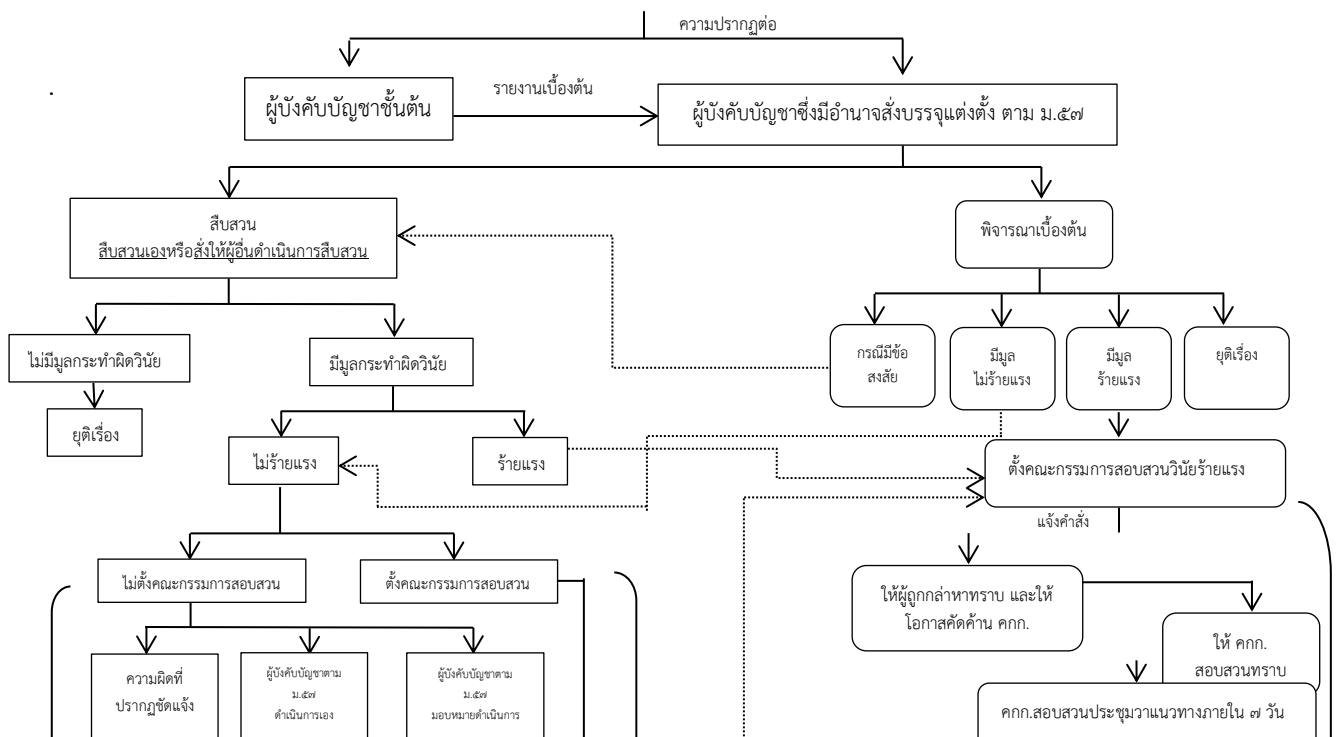 ความปรากฏต่อ
ผู้บังคับบัญชาชั้นต้น
รายงานเบื้องต้น
ผู้บังคับบัญชาซึ่งมีอำนาจสั่งบรรจุแต่งตั้ง ตาม ม.๕๗
สืบสวน
สืบสวนเองหรือสั่งให้ผู้อื่นดำเนินการสืบสวน
พิจารณาเบื้องต้น
ไม่มีมูลกระทำผิดวินัย
มีมูลกระทำผิดวินัย
กรณีมีข้อ
สงสัย
มีมูล
ไม่ร้ายแรง
มีมูล
ร้ายแรง
ยุติเรื่อง
ยุติเรื่อง
ไม่ร้ายแรง
ร้ายแรง
ตั้งคณะกรรมการสอบสวนวินัยร้ายแรง
แจ้งคำสั่ง
ไม่ตั้งคณะกรรมการสอบสวน
ตั้งคณะกรรมการสอบสวน
ให้ผู้ถูกกล่าหาทราบ และให้
โอกาสคัดค้าน คกก.
ให้ คกก.
สอบสวนทราบ
ความผิดที่
ปรากฏชัดแจ้ง
ผู้บังคับบัญชาตาม
ม.๕๗
ดำเนินการเอง
ผู้บังคับบัญชาตาม
ม.๕๗
มอบหมายดำเนินการ
คกก.สอบสวนประชุมวาแนวทางภายใน ๗ วัน